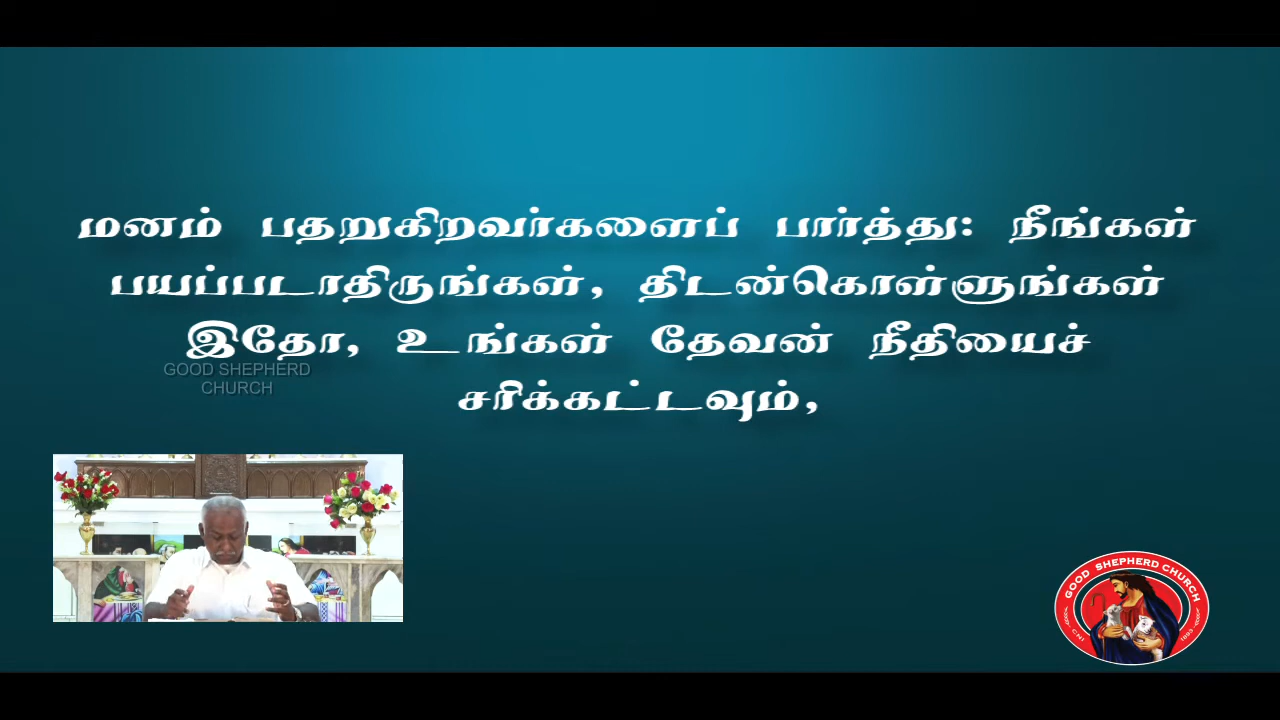 மனம் பதறுகிறவர்களைப் பார்த்து: நீங்கள்
பயப்படாதிருங்கள், திடன்கொள்ளுங்கள்
இதோ, உங்கள் தேவன் நீதியைச்
சரிக்கட்டவும்,
GOOD SHEPHERD
CHURCH
GOOD SHEPHERD CHURCH
CNI